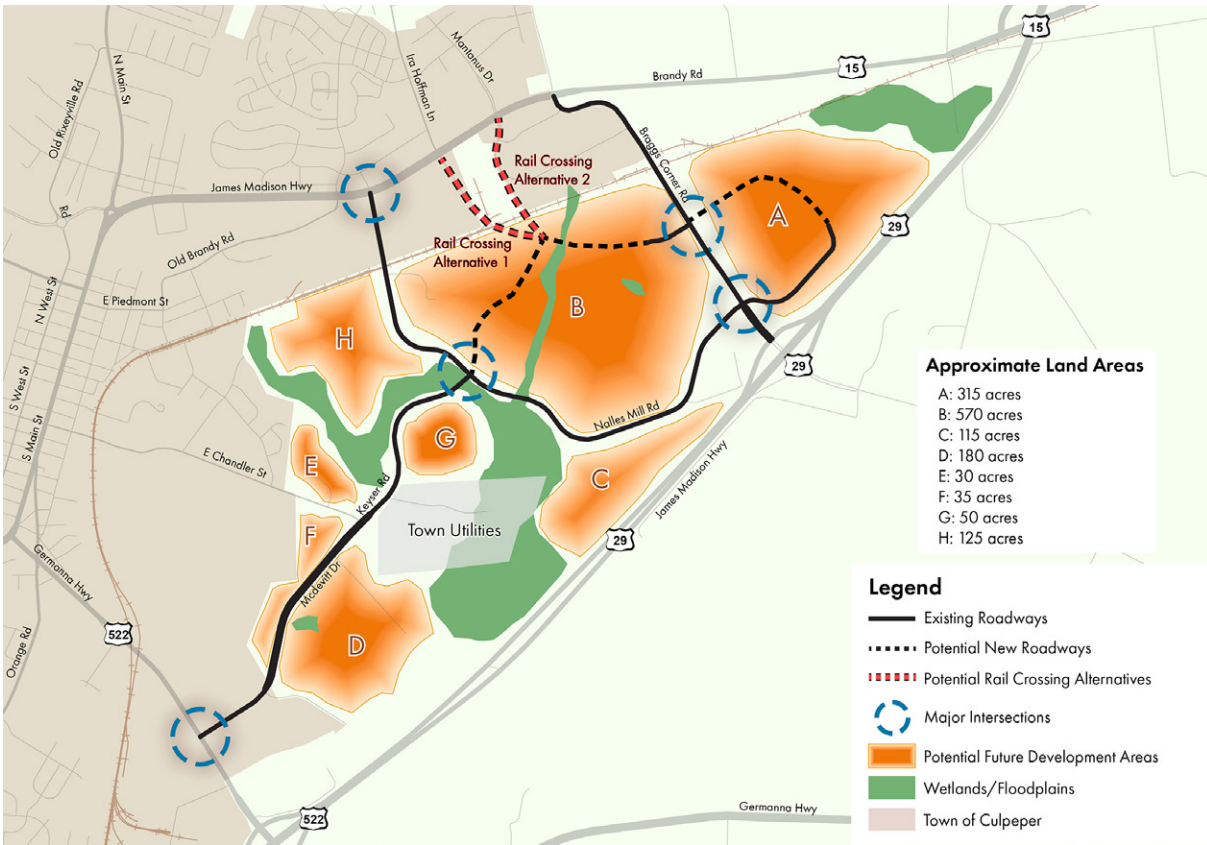 15
Brandy Rd
15
N Main St
Old Rixeyville Rd
Rd
Ira Hoffman Ln
Mantanus Dr
James Madison Hwy
Old Brandy Rd
E Piedmont St
N West St
S West St
S Main St
E Chandler St
Rail Crossing
Alternative 2
Rail Crossing
Alternative 1
Braggs Corner Rd
A
29
B
H
29
Nalles Mill Rd
G
E
C
Keyser Rd
James Madison Hwy
Town Utilities
F
29
Mcdevitt Dr
D
Germanna Hwy
522
Orange Rd
522
Germanna Hwy
Approximate Land Areas
A: 315 acres
B: 570 acres
C: 115 acres
D: 180 acres
E: 30 acres
F: 35 acres
G: 50 acres
H: 125 acres
Legend
Existing Roadways
Potential New Roadways
Potential Rail Crossing Alternatives
Major Intersections
Potential Future Development Areas
Wetlands/Floodplains
Town of Culpeper